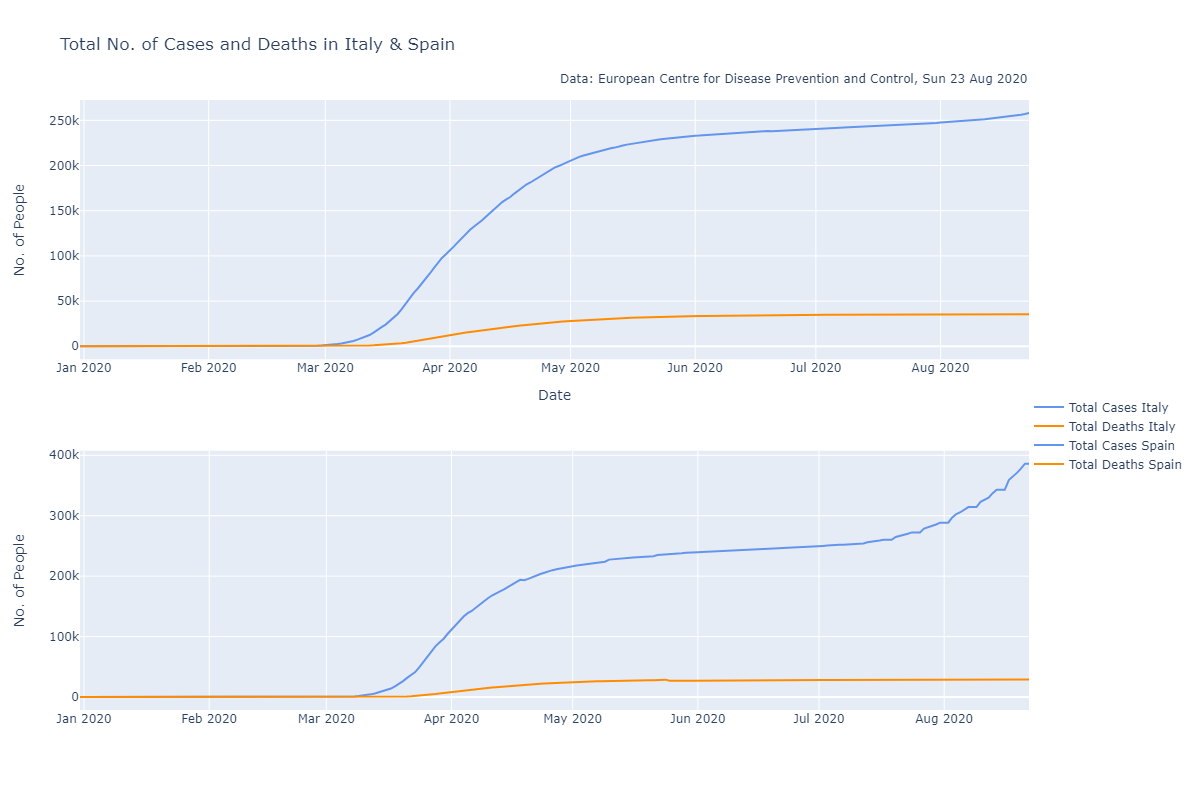 Total No. of Cases and Deaths in Italy & Spain
Data: European Centre for Disease Prevention and Control, Sun 23 Aug 2020
250k
200k
150k
100k
50k
0
No. of People
Jan 2020 Feb 2020 Mar 2020 Apr 2020 May 2020 Jun 2020 Jul 2020 Aug 2020
Date
Total Cases Italy
Total Deaths Italy
Total Cases Spain
Total Deaths Spain
400k
300k
200k
100k
0
No. of People
Jan 2020 Feb 2020 Mar 2020 Apr 2020 May 2020 Jun 2020 Jul 2020 Aug 2020